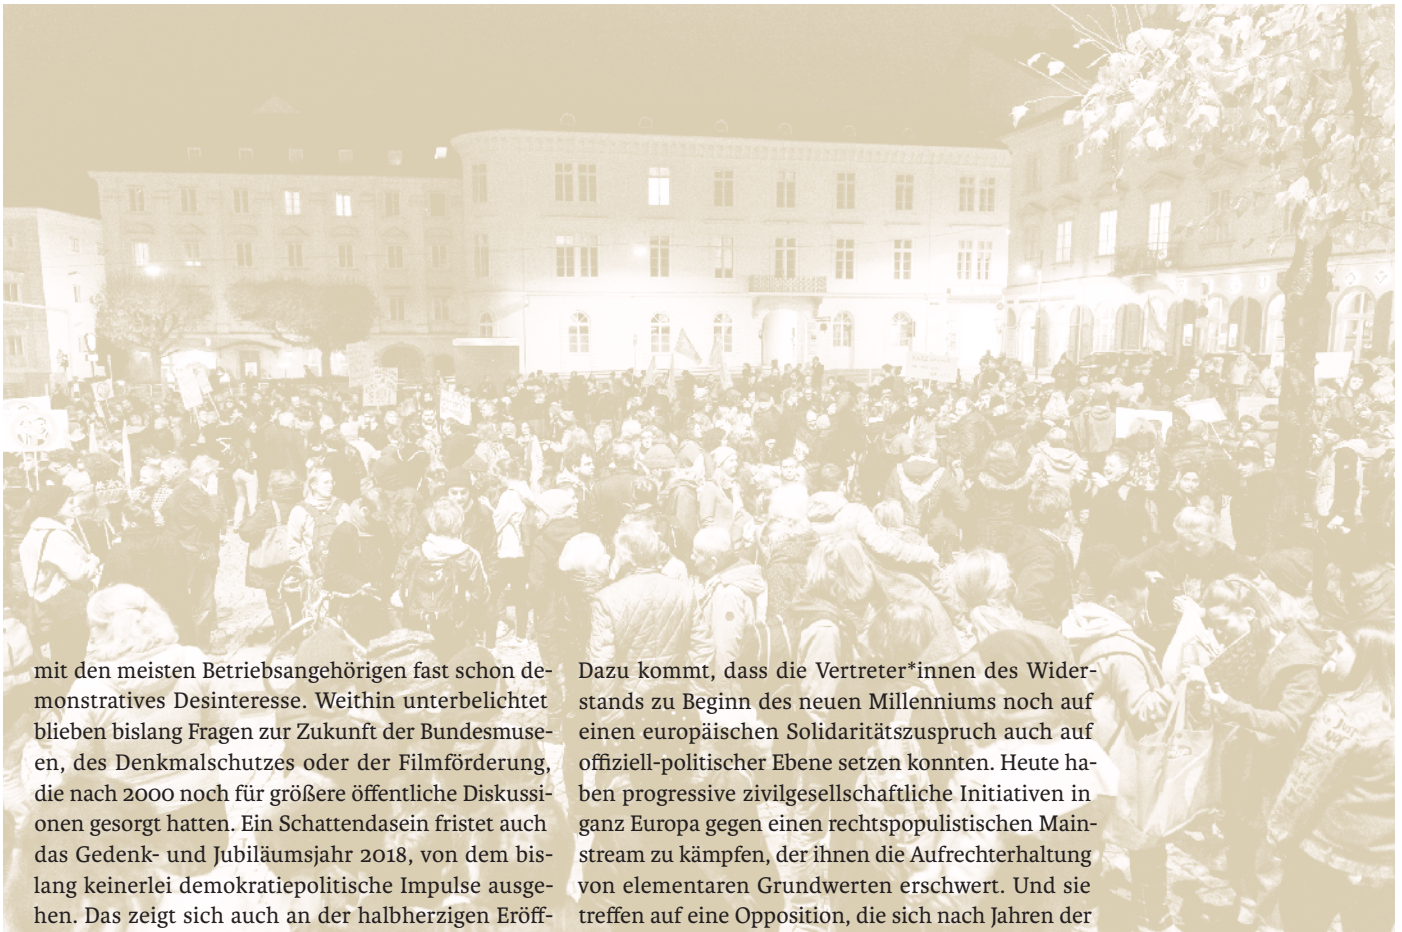 mit den meisten Betriebsangehörigen fast schon de-
monstratives Desinteresse. Weithin unterbelichtet
blieben bislang Fragen zur Zukunft der Bundesmuse-
en, des Denkmalschutzes oder der Filmförderung,
die nach 2000 noch für größere öffentliche Diskussi-
onen gesorgt hatten. Ein Schattendasein fristet auch
das Gedenk- und Jubiläumsjahr 2018, von dem bis-
lang keinerlei demokratiepolitische Impulse ausge-
hen. Das zeigt sich auch an der halbherzigen Eröff-
Dazu kommt, dass die Vertreter*innen des Wider-
stands zu Beginn des neuen Millenniums noch auf
einen europäischen Solidaritätszuspruch auch auf
offiziell-politischer Ebene setzen konnten. Heute ha-
ben progressive zivilgesellschaftliche Initiativen in
ganz Europa gegen einen rechtspopulistischen Main-
stream zu kämpfen, der ihnen die Aufrechterhaltung
von elementaren Grundwerten erschwert. Und sie
treffen auf eine Opposition, die sich nach Jahren der